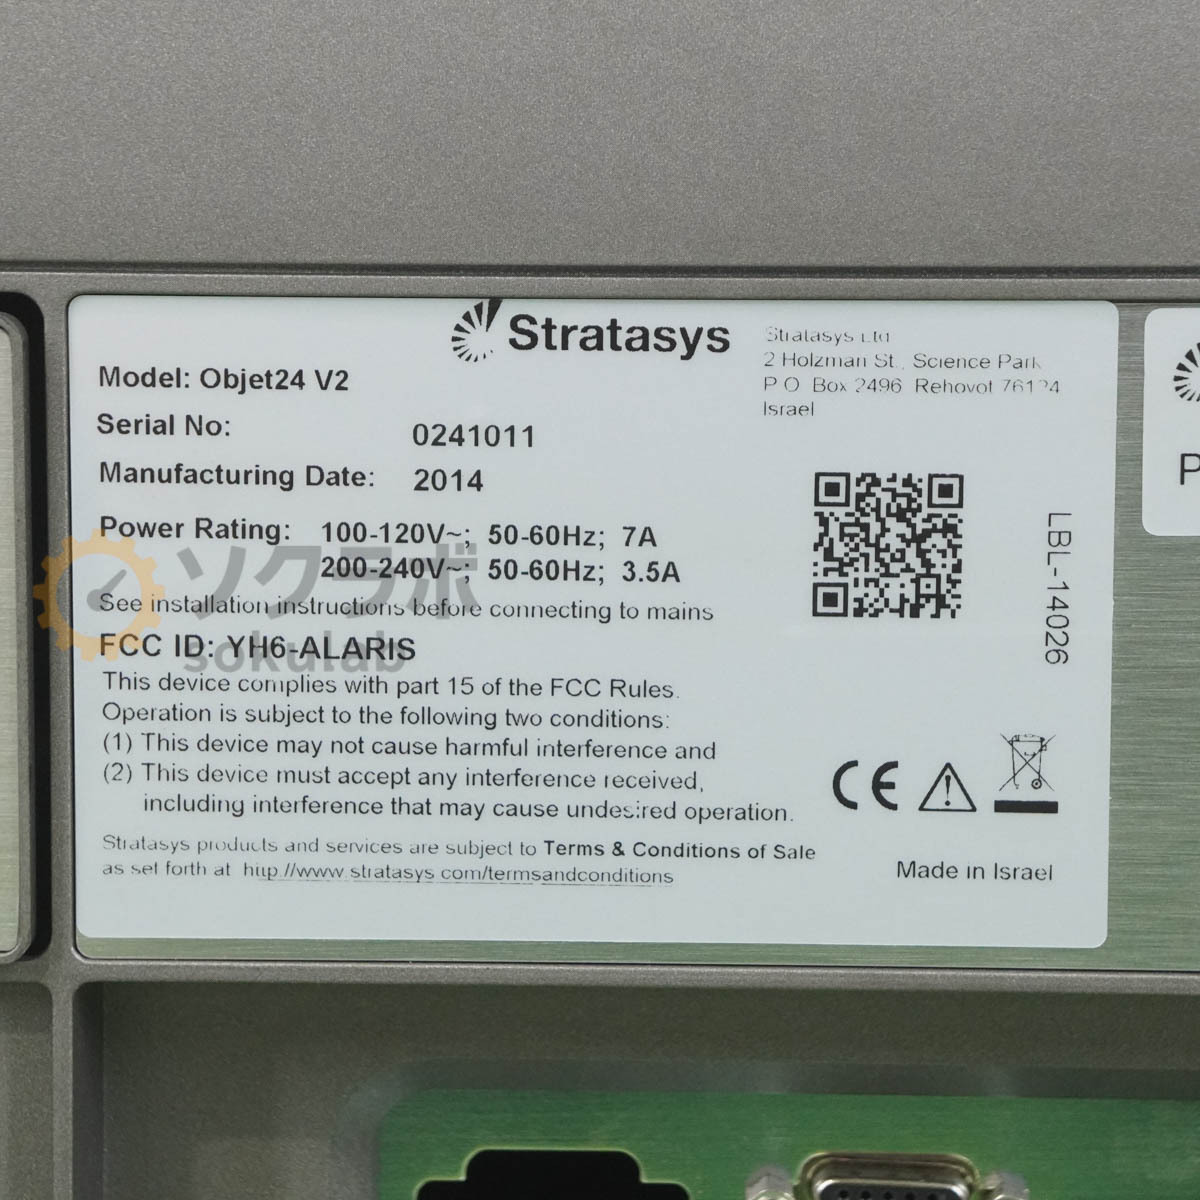 Stratasys
Stratasys Ltd
2 Holzman St., Science Park
P.O. Box 2496 Rehovot 76124
Israel
Model: Objet24 V2
Serial No: 0241011
Manufacturing Date: 2014
Power Rating: 100-120V~; 50-60Hz; 7A
200-240V~; 50-60Hz; 3.5A
See installation instructions before connecting to mains
FCC ID: YH6-ALARIS
This device complies with part 15 of the FCC Rules.
Operation is subject to the following two conditions:
(1) This device may not cause harmful interference and
(2) This device must accept any interference received,
including interference that may cause undesired operation.
Stratasys products and services are subject to Terms & Conditions of Sale
as set forth at http://www.stratasys.com/termsandconditions
LBL-14026
CE
Made in Israel
P
ソクラボ
sokulab